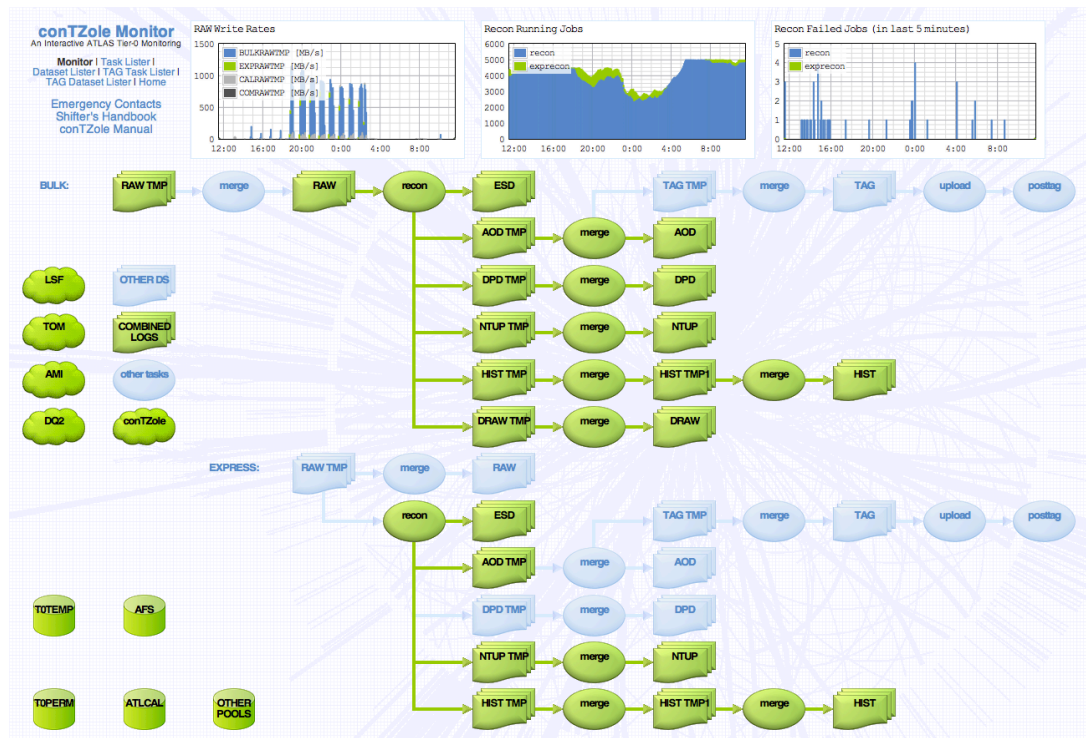 conTZole Monitor
An Interactive ATLAS Tier-0 Monitoring
Monitor | Task Lister |
Dataset Lister | TAG Task Lister |
TAG Dataset Lister | Home
Emergency Contacts
Shifter's Handbook
conTZole Manual
RAW Write Rates
1500
1000
500
0
BULKRAWTMP [MB/s]
EXPRAWTMP [MB/s]
CALRAWTMP [MB/s]
COMRAWTMP [MB/s]
12:00 16:00 20:00 0:00 4:00 8:00
Recon Running Jobs
6000
5000
4000
3000
2000
1000
0
recon
exprecon
12:00 16:00 20:00 0:00 4:00 8:00
Recon Failed Jobs (in last 5 minutes)
5
4
3
2
1
0
recon
exprecon
12:00 16:00 20:00 0:00 4:00 8:00
BULK: RAW TMP merge RAW recon ESD TAG TMP merge TAG upload posttag
AOD TMP merge AOD
LSF OTHER DS DPD TMP merge DPD
TOM COMBINED LOGS NTUP TMP merge NTUP
AMI other tasks HIST TMP merge HIST TMP1 merge HIST
DQ2 conTZole DRAW TMP merge DRAW
EXPRESS: RAW TMP merge RAW
recon ESD TAG TMP merge TAG upload posttag
AOD TMP merge AOD
T0TEMP AFS DPD TMP merge DPD
NTUP TMP merge NTUP
T0PERM ATLCAL OTHER POOLS HIST TMP merge HIST TMP1 merge HIST